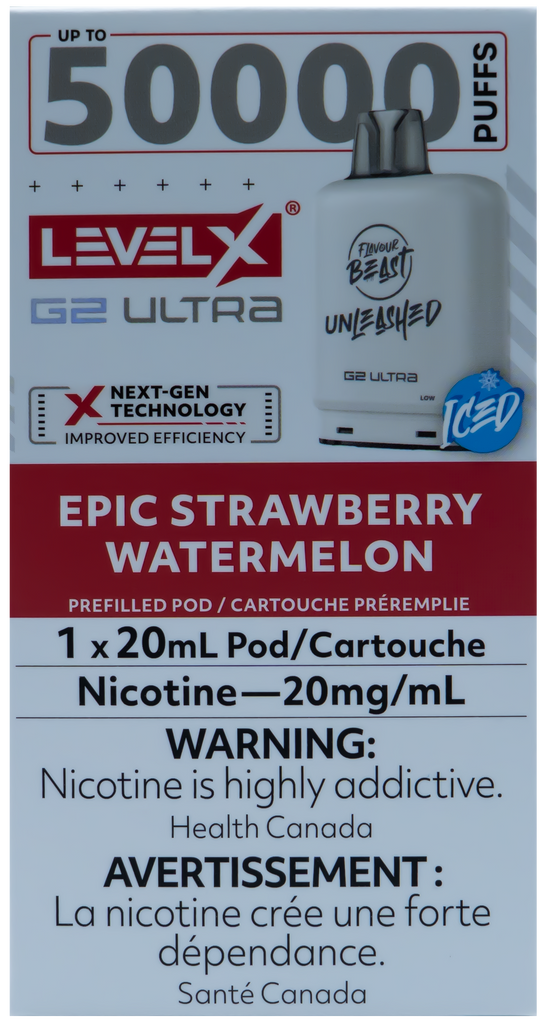 UP TO
50000
PUFFS
LEVELX®
G2 ULTRA
FLAVOUR
BEAST
UNLEASHED
G2 ULTRA
LOW
ICED
X NEXT-GEN
TECHNOLOGY
IMPROVED EFFICIENCY
EPIC STRAWBERRY
WATERMELON
PREFILLED POD / CARTOUCHE PRÉREMPLIE
1 x 20mL Pod/Cartouche
Nicotine—20mg/mL
WARNING:
Nicotine is highly addictive.
Health Canada
AVERTISSEMENT :
La nicotine crée une forte
dépendance.
Santé Canada